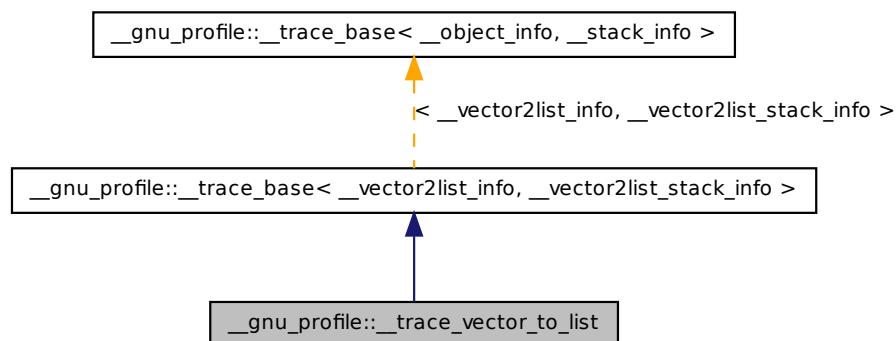 __gnu_profile::__trace_base< __object_info, __stack_info >
< __vector2list_info, __vector2list_stack_info >
__gnu_profile::__trace_base< __vector2list_info, __vector2list_stack_info >
__gnu_profile::__trace_vector_to_list